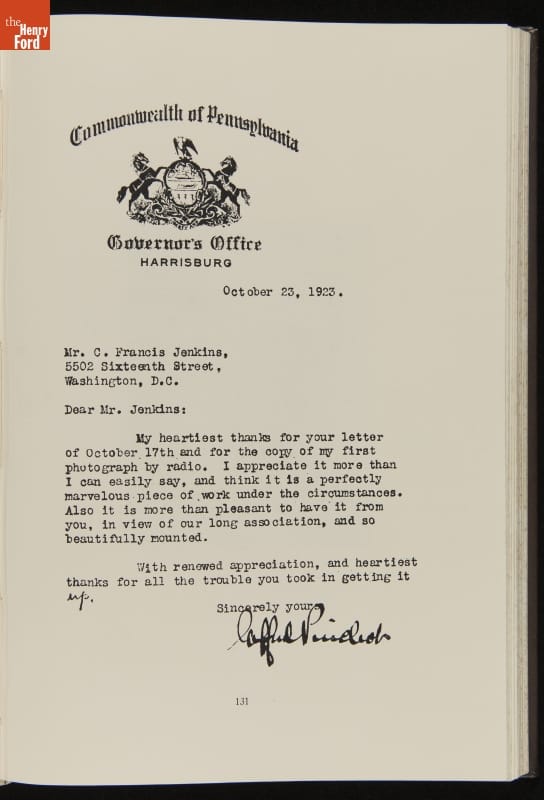 the
Henry
Ford
Commonwealth of Pennsylvania
Governor's Office
HARRISBURG
October 23, 1923.
Mr. C. Francis Jenkins,
5502 Sixteenth Street,
Washington, D.C.
Dear Mr. Jenkins:
My heartiest thanks for your letter
of October 17th and for the copy of my first
photograph by radio. I appreciate it more than
I can easily say, and think it is a perfectly
marvelous piece of work under the circumstances.
Also it is more than pleasant to have it from
you, in view of our long association, and so
beautifully mounted.
With renewed appreciation, and heartiest
thanks for all the trouble you took in getting it
up.
Sincerely yours
Gifford Pinchot
131